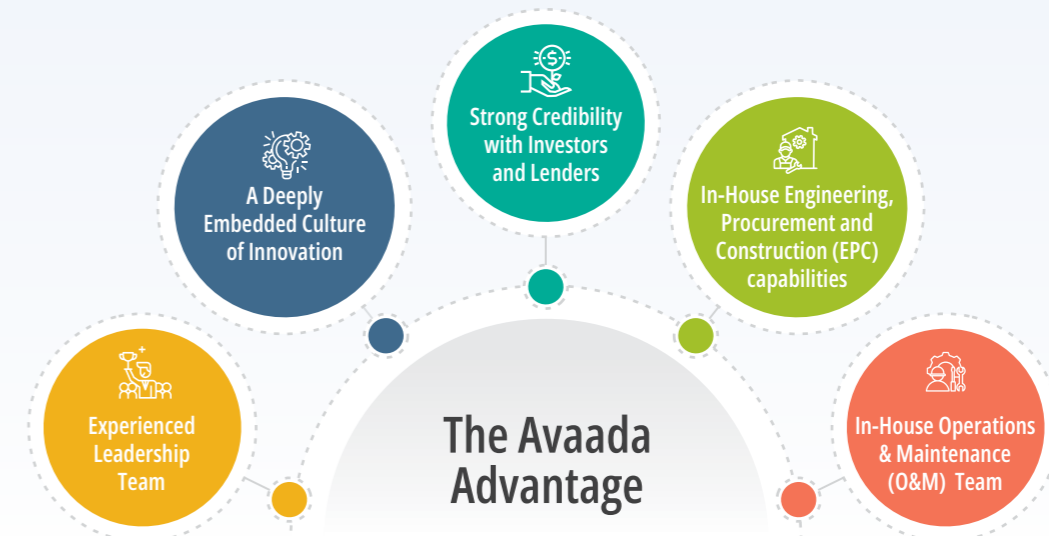 Strong Credibility
with Investors
and Lenders
A Deeply
Embedded Culture
of Innovation
In-House Engineering,
Procurement and
Construction (EPC)
capabilities
Experienced
Leadership
Team
The Avaada
Advantage
In-House Operations
& Maintenance
(O&M) Team